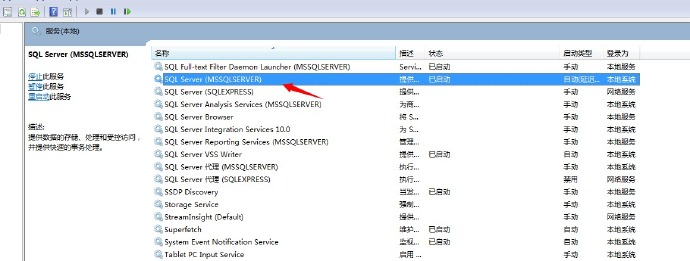 服务(本地)
SQL Server (MSSQLSERVER)
停止此服务
暂停此服务
重启动此服务
描述:
提供数据的存储、处理和受控访问，
并提供快速的事务处理。
名称 描述 状态 启动类型 登录为
SQL Full-text Filter Daemon Launcher (MSSQLSERVER) Servi... 已启动 手动 本地服务
SQL Server (MSSQLSERVER) 提供... 已启动 自动(延迟... 本地系统
SQL Server (SQLEXPRESS) 提供... 手动 网络服务
SQL Server Analysis Services (MSSQLSERVER) 为商... 手动 本地系统
SQL Server Browser 将 S... 手动 本地服务
SQL Server Integration Services 10.0 为 S... 手动 本地系统
SQL Server Reporting Services (MSSQLSERVER) 管理... 手动 本地系统
SQL Server VSS Writer 提供... 已启动 自动 本地系统
SQL Server 代理 (MSSQLSERVER) 执行... 手动 本地系统
SQL Server 代理 (SQLEXPRESS) 执行... 禁用 网络服务
SSDP Discovery 当发... 已启动 手动 本地服务
Storage Service 强制... 手动 本地系统
StreamInsight (Default) 提供... 手动 网络服务
Superfetch 维护... 已启动 自动 本地系统
System Event Notification Service 监视... 已启动 自动 本地系统
Tablet PC Input Service 启用... 手动 本地系统